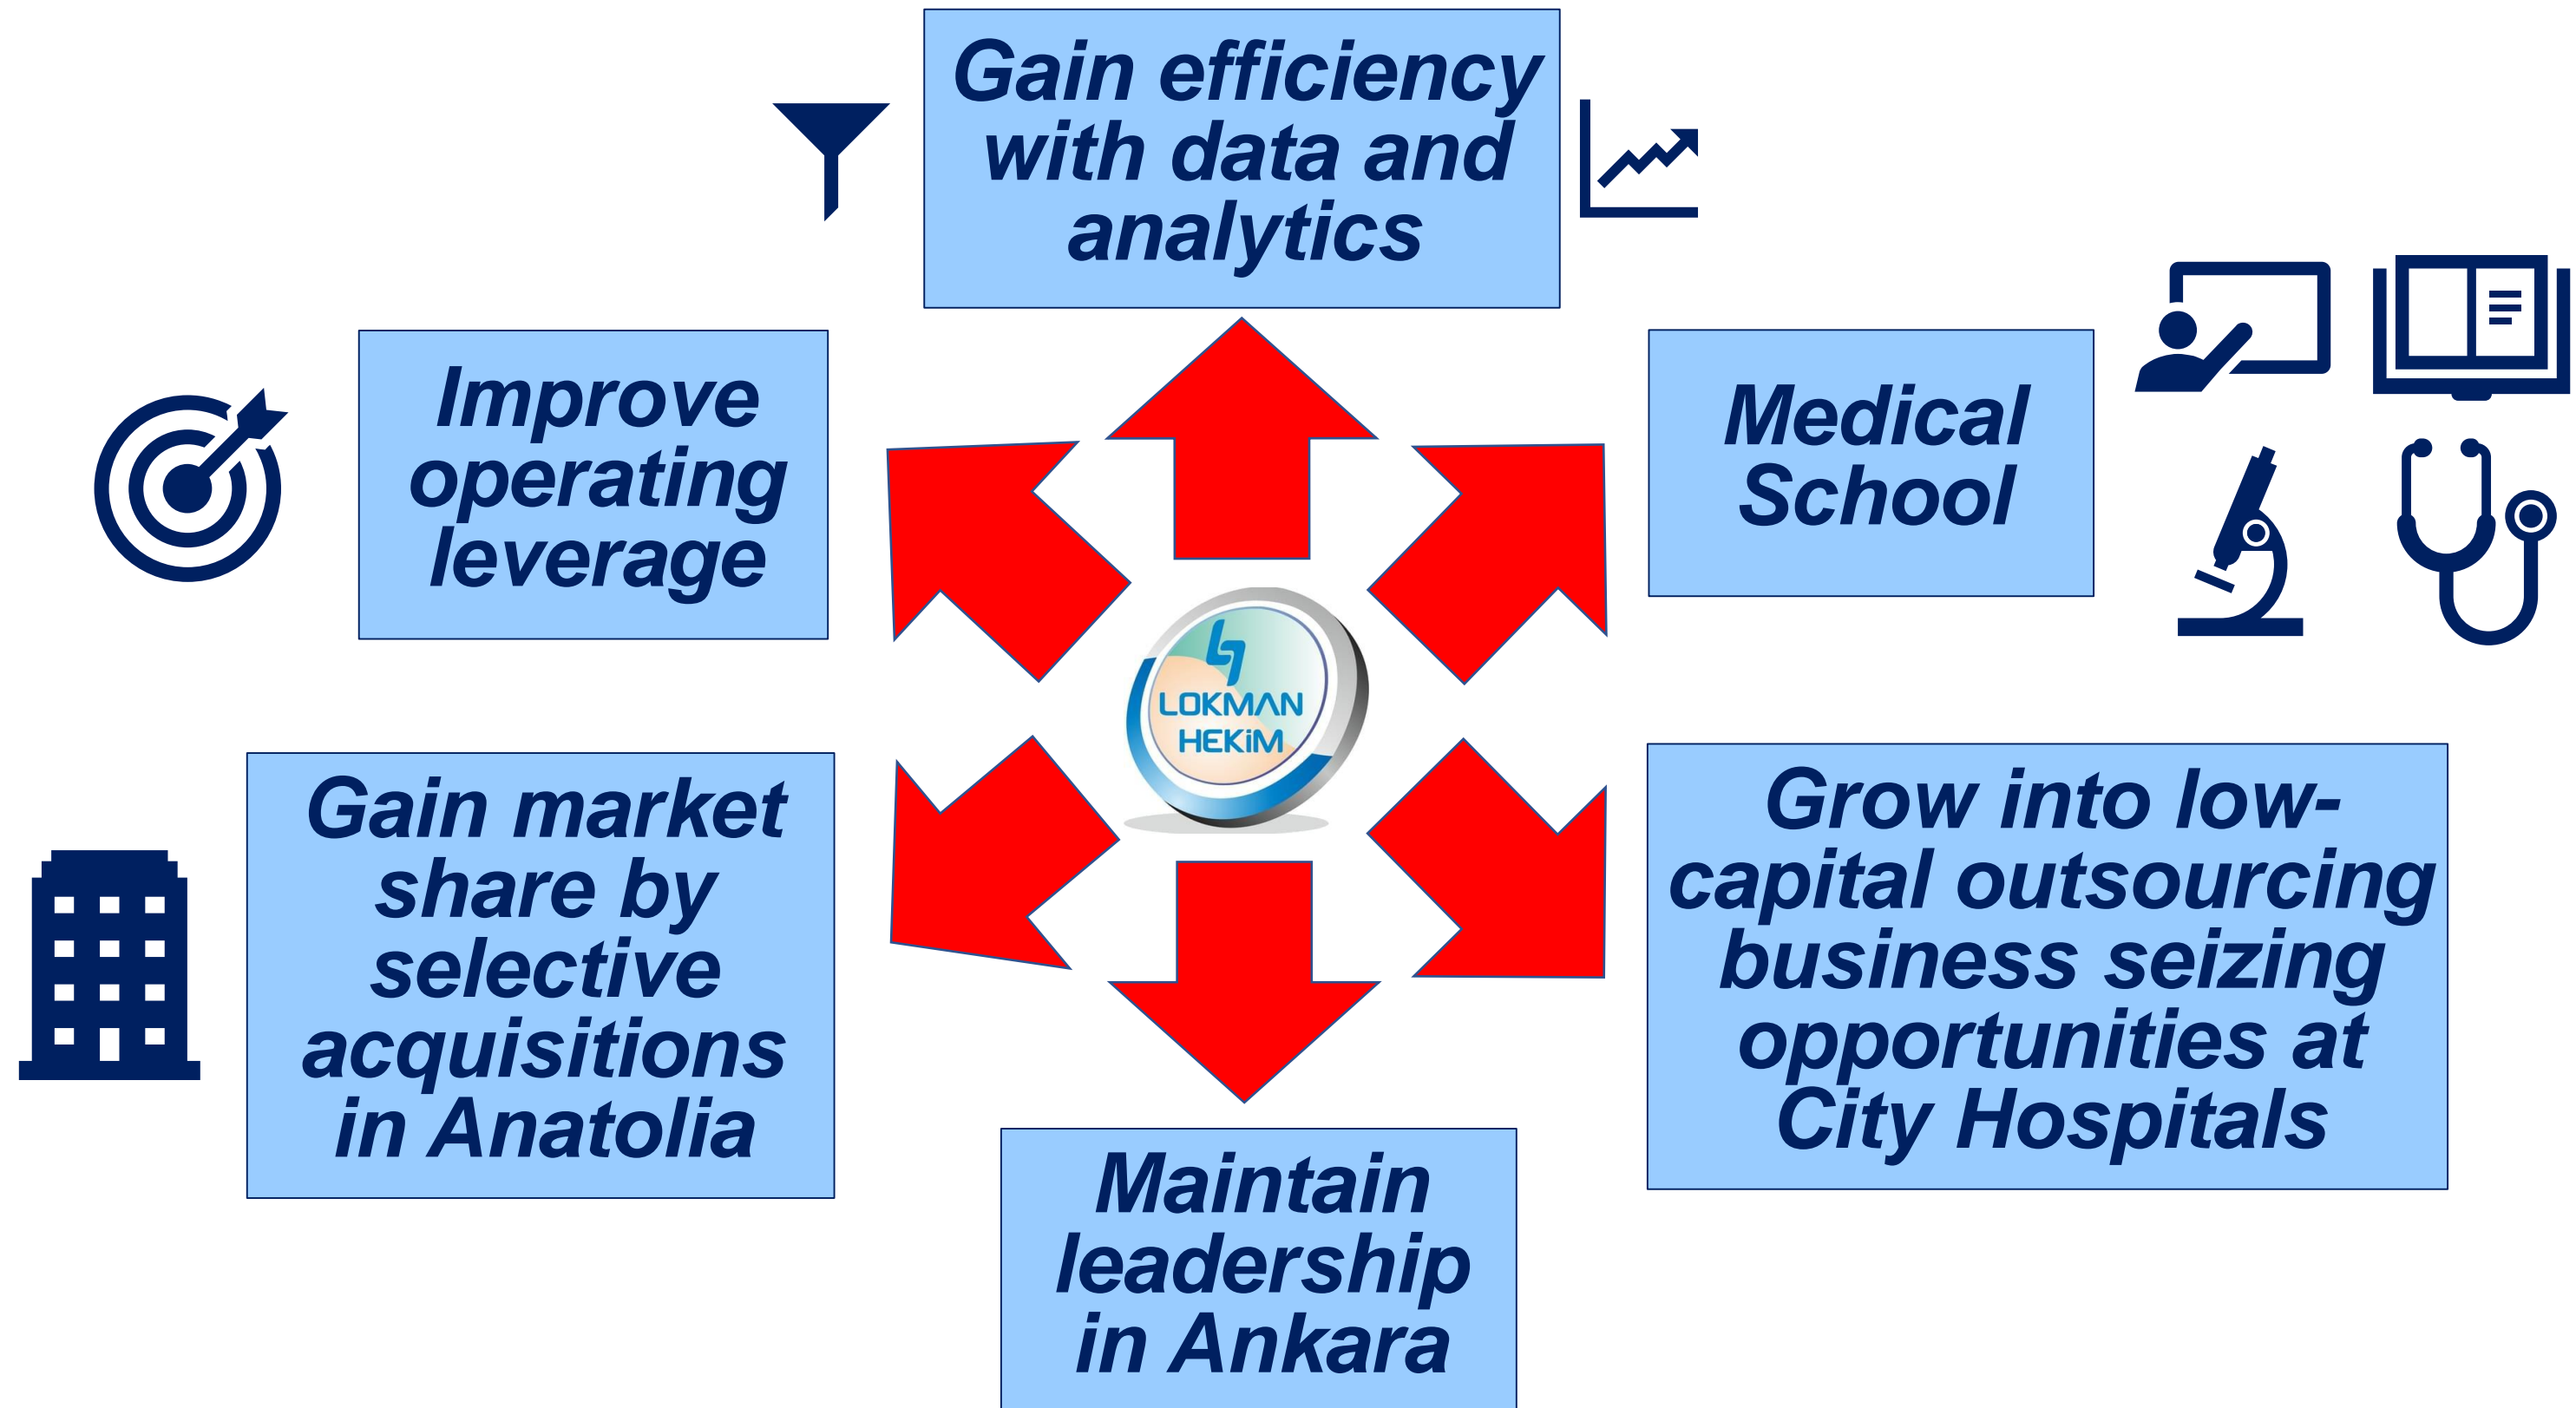 Gain efficiency
with data and
analytics
Improve
operating
leverage
Medical
School
LOKMAN
HEKiM
Gain market
share by
selective
acquisitions
in Anatolia
Grow into low-
capital outsourcing
business seizing
opportunities at
City Hospitals
Maintain
leadership
in Ankara